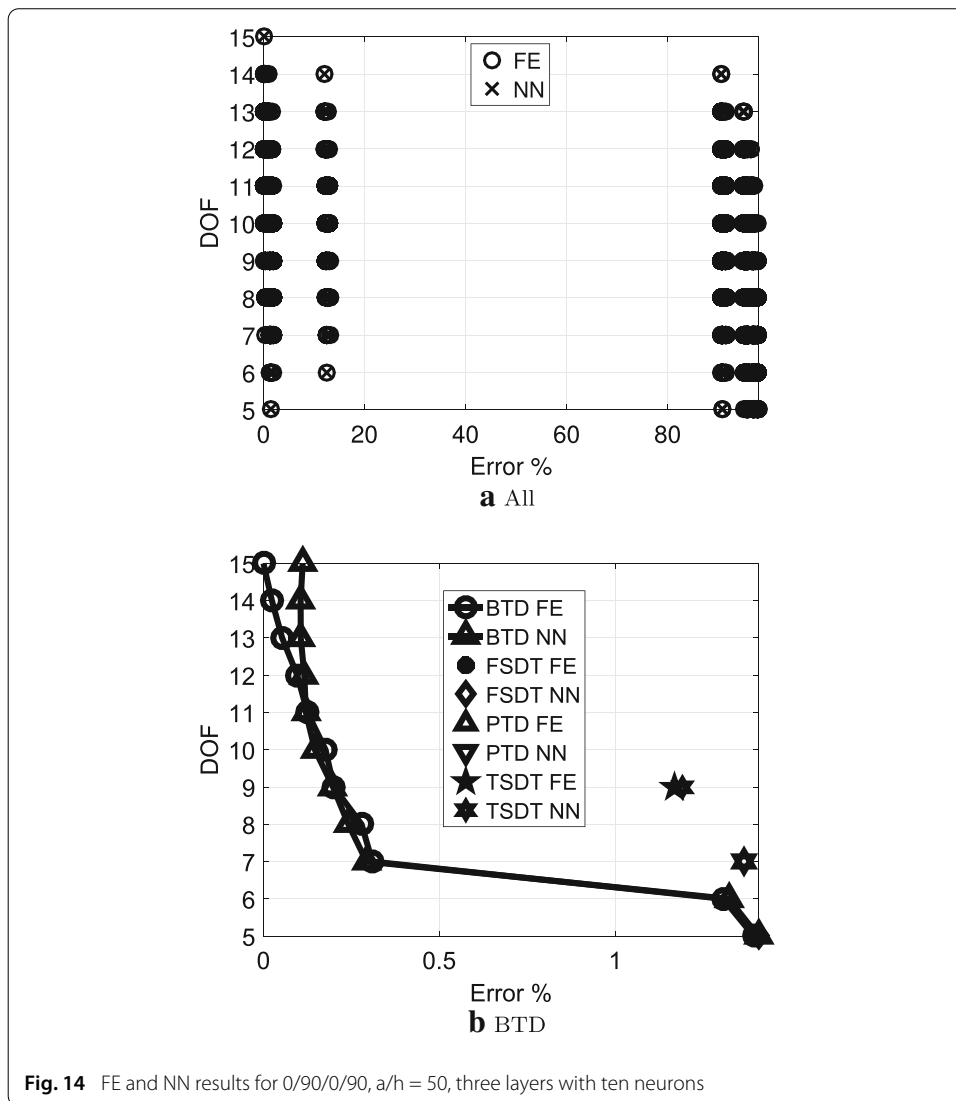 15
14
13
12
11
10
9
8
7
6
5
DOF
FE
NN
0 20 40 60 80
Error %
a All
15
14
13
12
11
10
9
8
7
6
5
DOF
BTD FE
BTD NN
FSDT FE
FSDT NN
PTD FE
PTD NN
TSDT FE
TSDT NN
0 0.5 1
Error %
b BTD
Fig. 14 FE and NN results for 0/90/0/90, a/h = 50, three layers with ten neurons